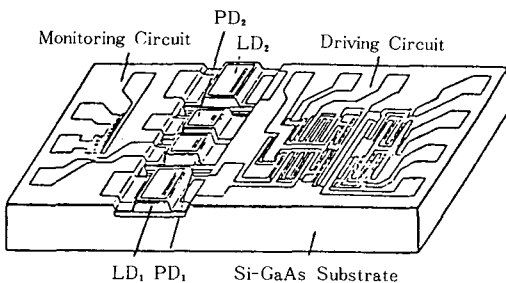 PD₂
Monitoring Circuit LD₂ Driving Circuit
LD₁ PD₁ Si-GaAs Substrate